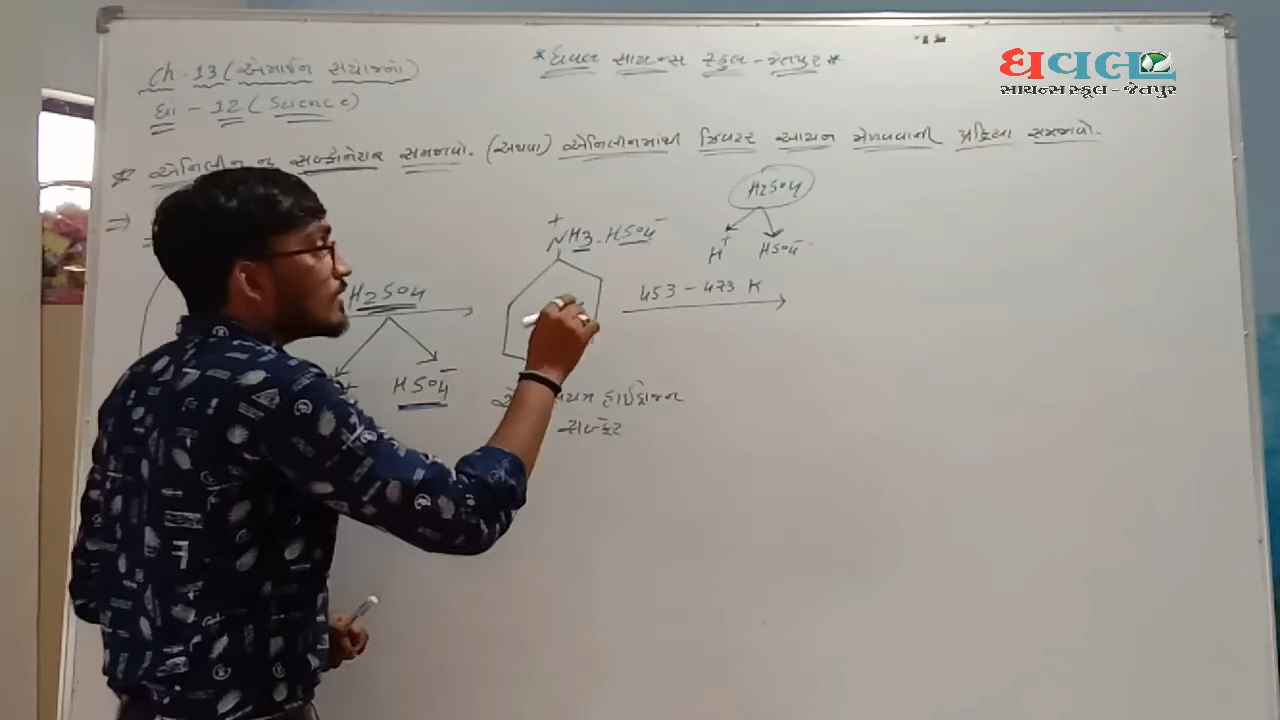 ધવલ
સાયન્સ સ્કૂલ - જેતપુર
* ધવલ સાયન્સ સ્કુલ - જેતપુર *
Ch-13 (એમાઈન સંયોજનો)
ધો - 12 (Science)
* એનિલીન નુ સલ્ફોનેશન સમજાવો. (અથવા) એનિલીનમાંથી ઝિવટર આયન મેળવવાની પ્રક્રિયા સમજાવો.
⇒
H2SO4
H+ HSO4-
+
NH3.HSO4-
H2SO4
453 - 473 K
+ HSO4-
હાઈડ્રોજન
સલ્ફેટ